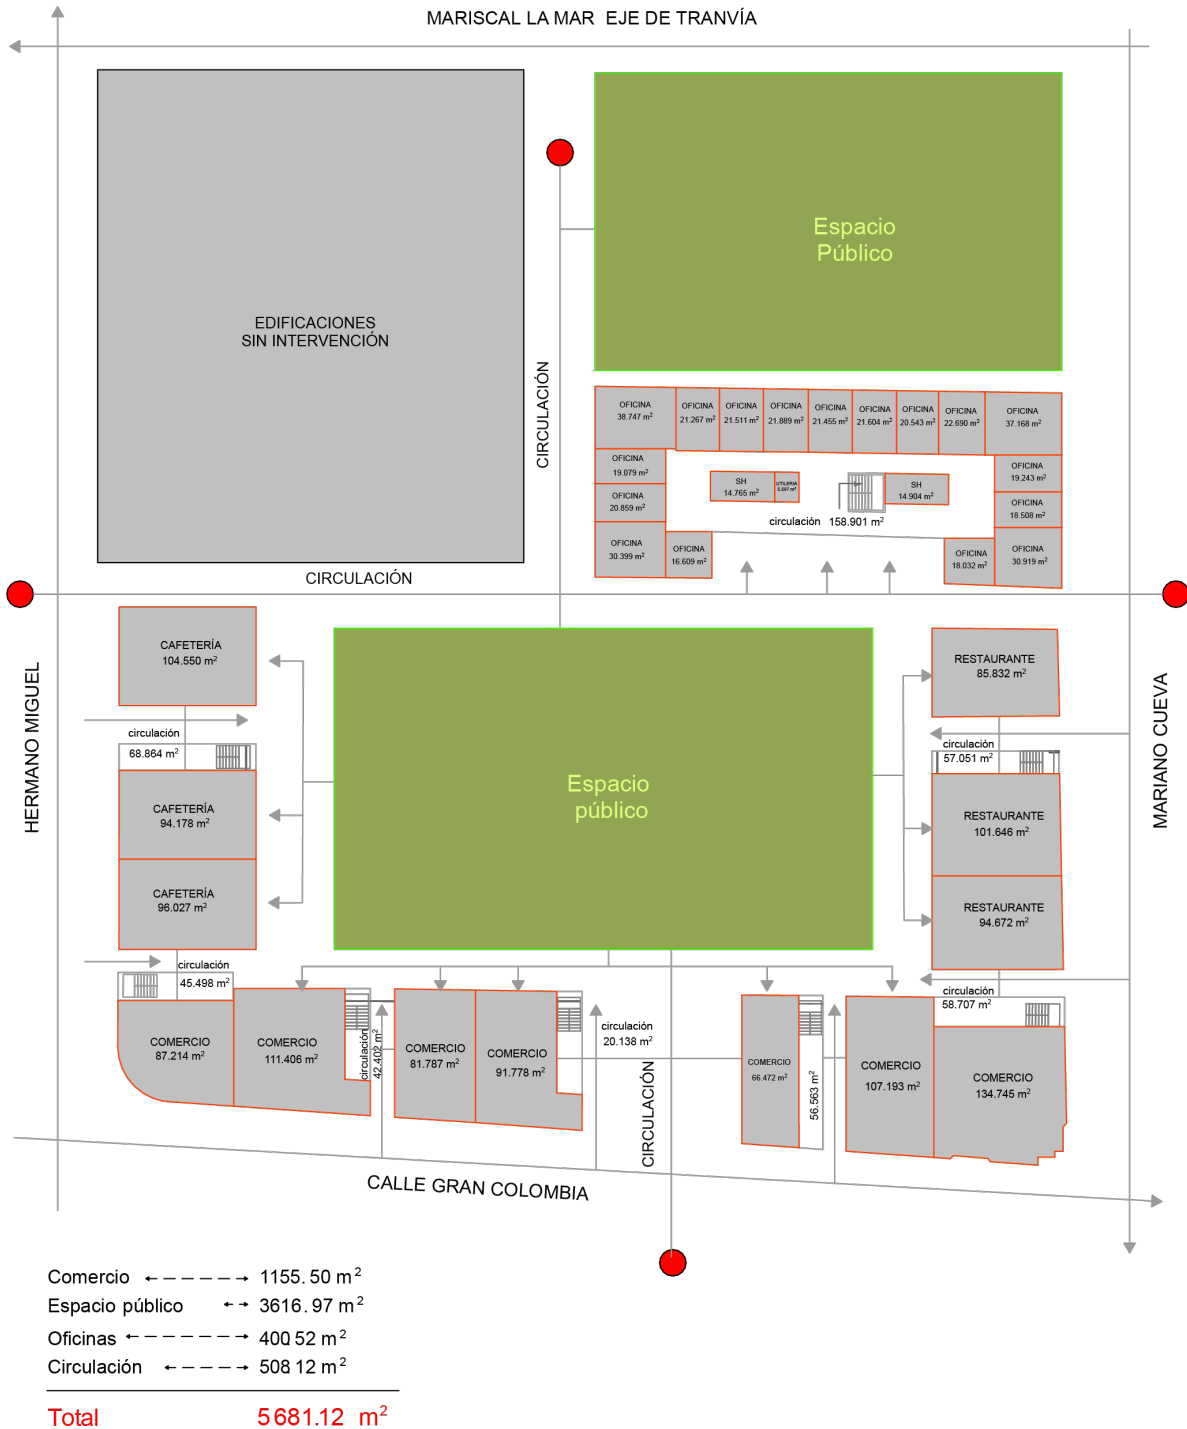 MARISCAL LA MAR  EJE DE TRANVÍA
Espacio
Público
EDIFICACIONES
SIN INTERVENCIÓN
CIRCULACIÓN
OFICINA
38.747 m²
OFICINA
21.267 m²
OFICINA
21.511 m²
OFICINA
21.889 m²
OFICINA
21.455 m²
OFICINA
21.604 m²
OFICINA
20.543 m²
OFICINA
22.690 m²
OFICINA
37.168 m²
OFICINA
19.079 m²
OFICINA
20.859 m²
OFICINA
30.399 m²
OFICINA
16.609 m²
SH
14.765 m²
UTILERIA
5.597 m²
SH
14.904 m²
circulación  158.901 m²
OFICINA
19.243 m²
OFICINA
18.508 m²
OFICINA
18.032 m²
OFICINA
30.919 m²
CIRCULACIÓN
HERMANO MIGUEL
CAFETERÍA
104.550 m²
circulación
68.864 m²
CAFETERÍA
94.178 m²
CAFETERÍA
96.027 m²
Espacio
público
RESTAURANTE
85.832 m²
circulación
57.051 m²
RESTAURANTE
101.646 m²
RESTAURANTE
94.672 m²
MARIANO CUEVA
circulación
45.498 m²
COMERCIO
87.214 m²
COMERCIO
111.406 m²
circulación
42.402 m²
COMERCIO
81.787 m²
COMERCIO
91.778 m²
circulación
20.138 m²
CIRCULACIÓN
COMERCIO
66.472 m²
56.563 m²
COMERCIO
107.193 m²
circulación
58.707 m²
COMERCIO
134.745 m²
CALLE GRAN COLOMBIA
Comercio 1155.50 m²
Espacio público 3616.97 m²
Oficinas 400.52 m²
Circulación 508.12 m²
Total 5681.12 m²